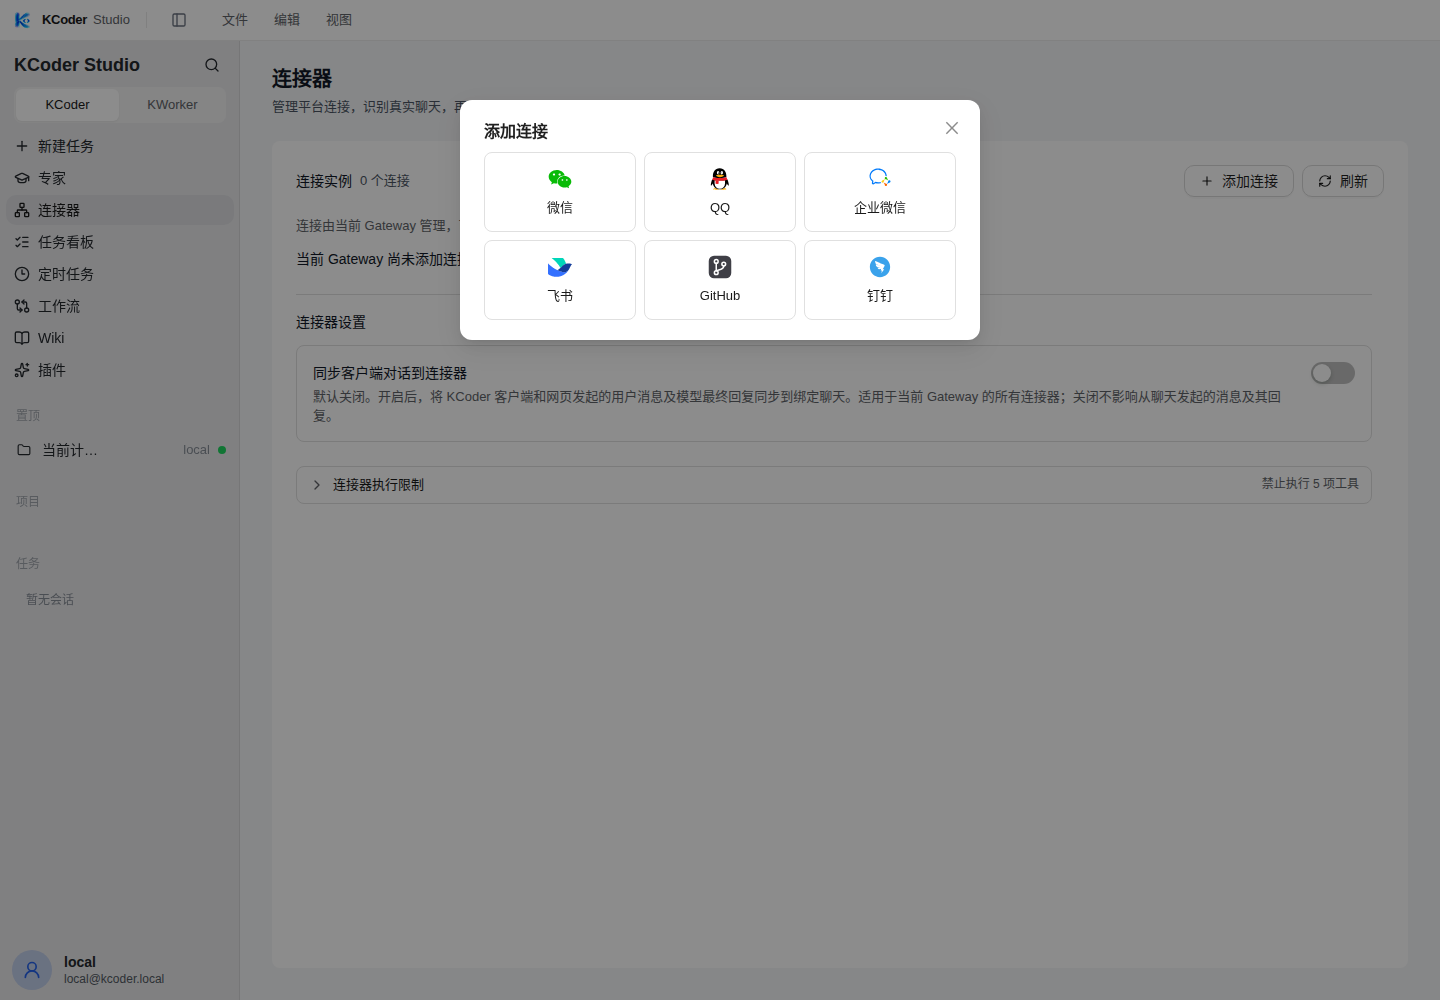 KCoder Studio
文件 编辑 视图
KCoder Studio
KCoder KWorker
新建任务
专家
连接器
任务看板
定时任务
工作流
Wiki
插件
置顶
当前计… local
项目
任务
暂无会话
local
local@kcoder.local
连接器
管理平台连接，识别真实聊天，
连接实例 0 个连接
添加连接 刷新
连接由当前 Gateway 管理，
当前 Gateway 尚未添加连
添加连接
微信 QQ 企业微信
飞书 GitHub 钉钉
连接器设置
同步客户端对话到连接器
默认关闭。开启后，将 KCoder 客户端和网页发起的用户消息及模型最终回复同步到绑定聊天。适用于当前 Gateway 的所有连接器；关闭不影响从聊天发起的消息及其回
复。
连接器执行限制 禁止执行 5 项工具